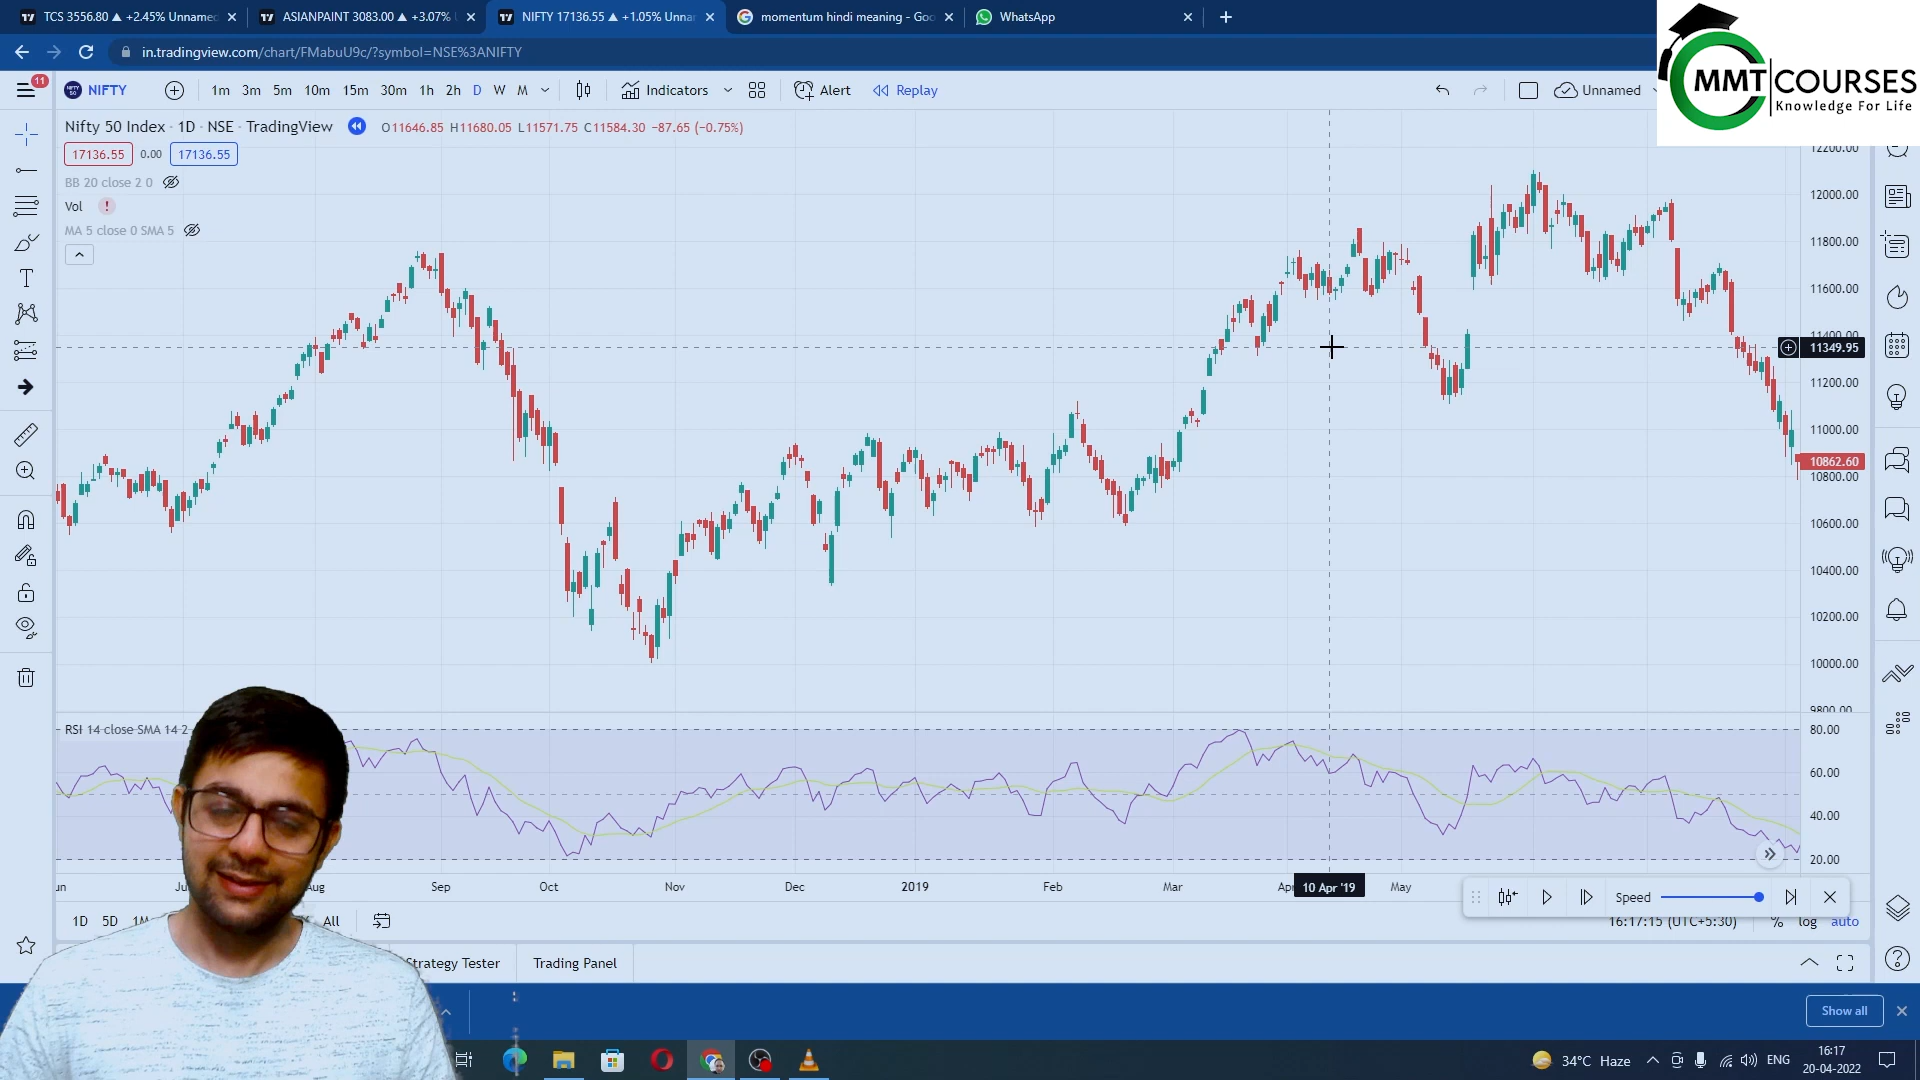 TCS 3556.80 ▲ +2.45% Unnamed
ASIANPAINT 3083.00 ▲ +3.07%
NIFTY 17136.55 ▲ +1.05% Unna
momentum hindi meaning - Goo
WhatsApp
in.tradingview.com/chart/FMabuU9c/?symbol=NSE%3ANIFTY
MMT COURSES
Knowledge For Life
11
NIFTY
1m 3m 5m 10m 15m 30m 1h 2h D W M
Indicators
Alert
Replay
Unnamed
Nifty 50 Index · 1D · NSE · TradingView
O11646.85 H11680.05 L11571.75 C11584.30 −87.65 (−0.75%)
17136.55 0.00 17136.55
BB 20 close 2 0
Vol
MA 5 close 0 SMA 5
12200.00
12000.00
11800.00
11600.00
11400.00
11349.95
11200.00
11000.00
10862.60
10800.00
10600.00
10400.00
10200.00
10000.00
9800.00
RSI 14 close SMA 14 2
80.00
60.00
40.00
20.00
Aug Sep Oct Nov Dec 2019 Feb Mar 10 Apr '19 May
Speed
1D 5D 1M All
16:17:15 (UTC+5:30) % log auto
Strategy Tester
Trading Panel
Show all
34°C Haze
ENG
16:17
20-04-2022